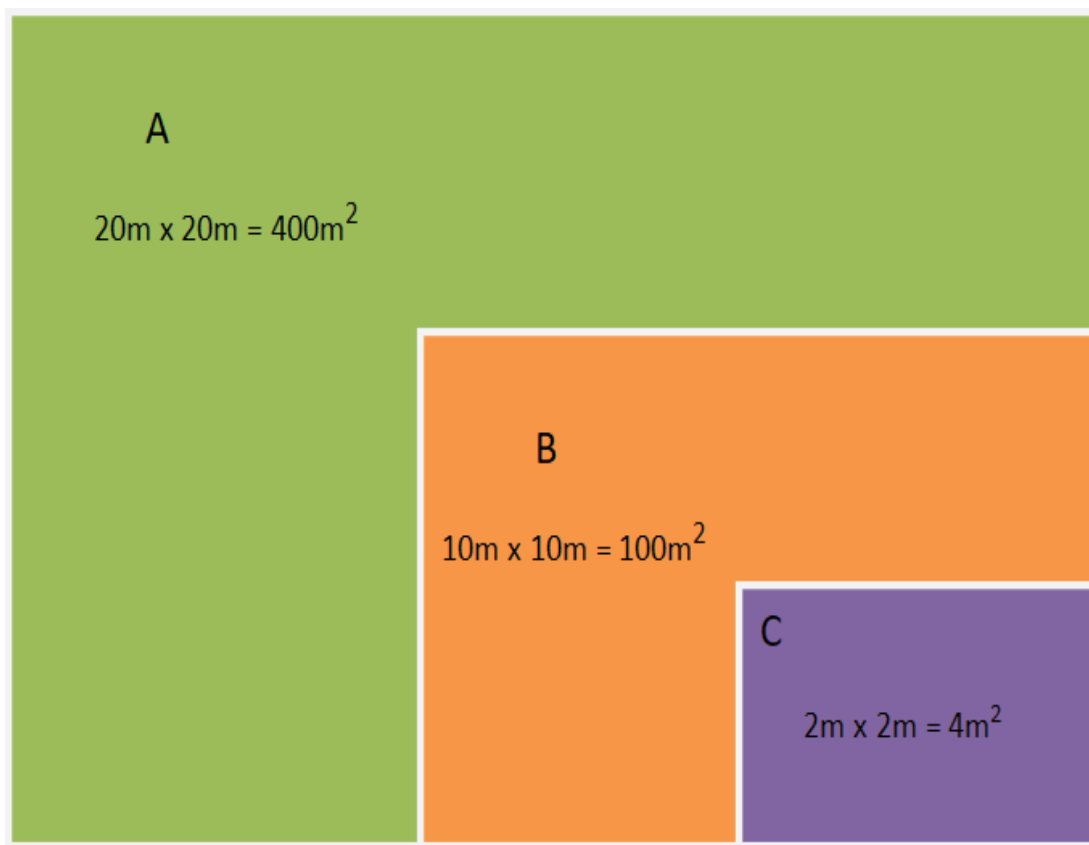 A
20m x 20m = 400m²
B
10m x 10m = 100m²
C
2m x 2m = 4m²